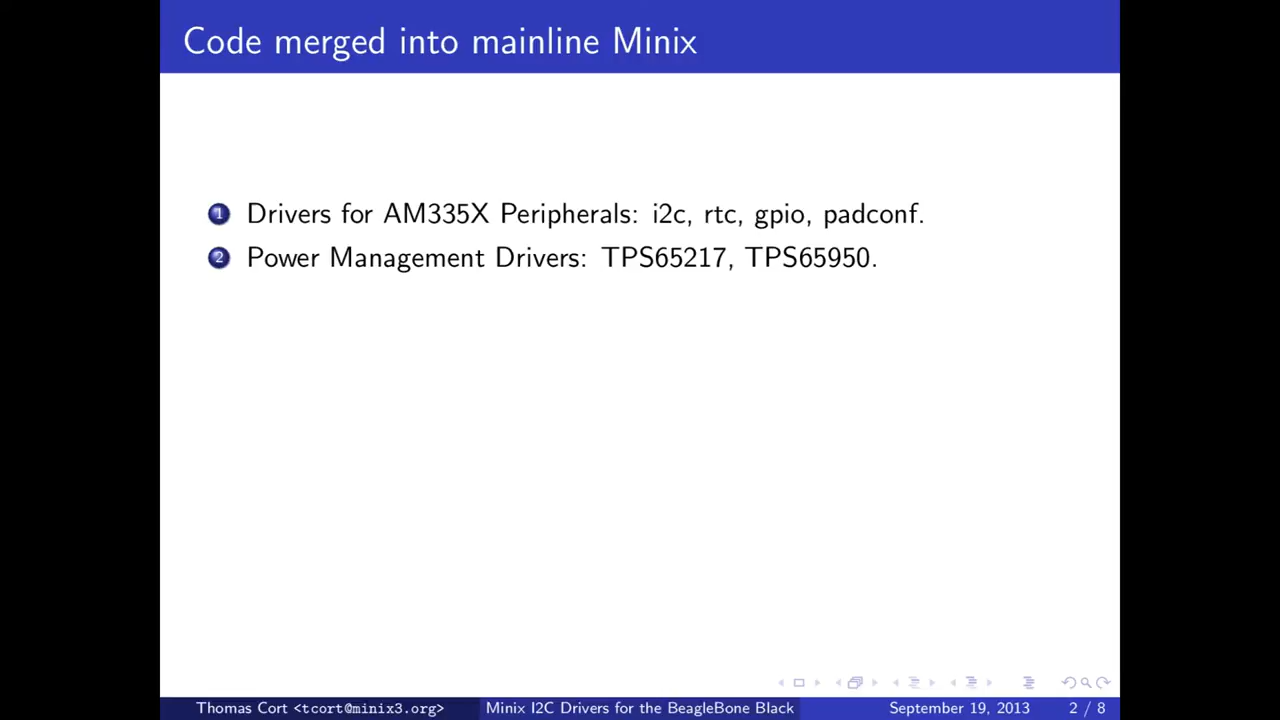 Code merged into mainline Minix
1 Drivers for AM335X Peripherals: i2c, rtc, gpio, padconf.
2 Power Management Drivers: TPS65217, TPS65950.
Thomas Cort <tcort@minix3.org> Minix I2C Drivers for the BeagleBone Black September 19, 2013 2 / 8